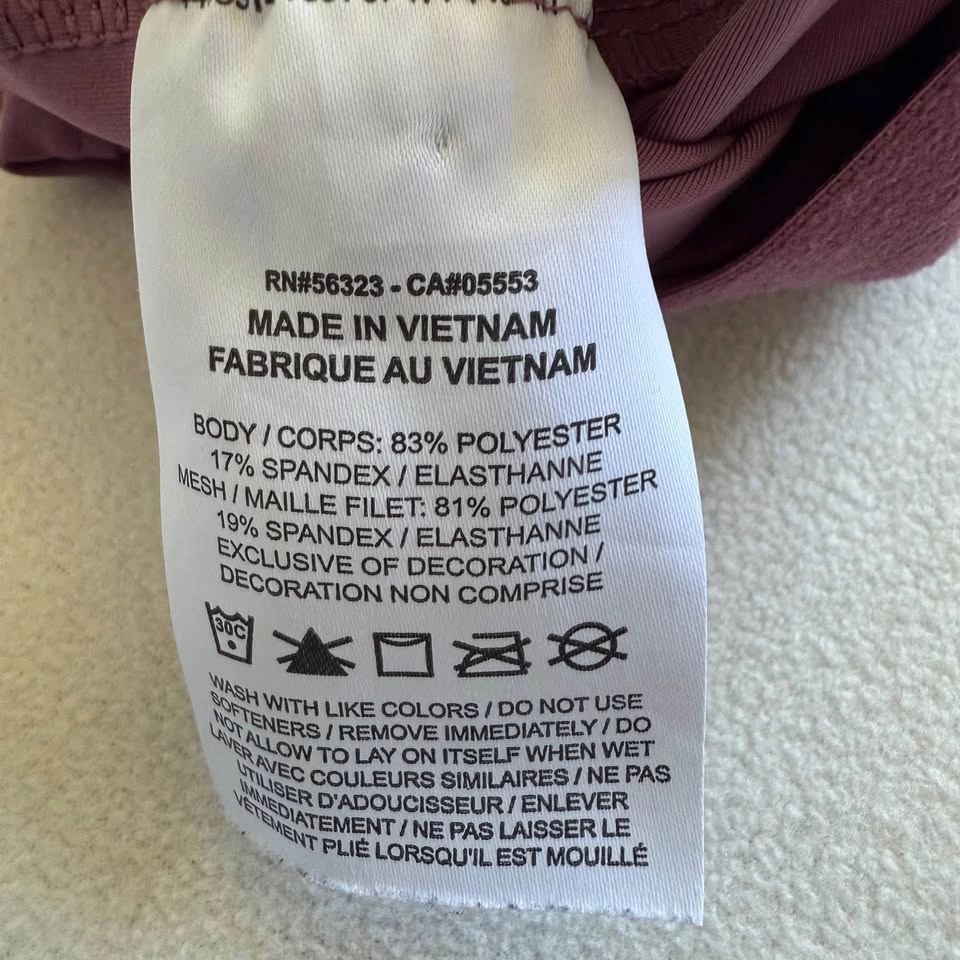 RN#56323 - CA#05553
MADE IN VIETNAM
FABRIQUE AU VIETNAM
BODY / CORPS: 83% POLYESTER
17% SPANDEX / ELASTHANNE
MESH / MAILLE FILET: 81% POLYESTER
19% SPANDEX / ELASTHANNE
EXCLUSIVE OF DECORATION /
DECORATION NON COMPRISE
30C
WASH WITH LIKE COLORS / DO NOT USE
SOFTENERS / REMOVE IMMEDIATELY / DO
NOT ALLOW TO LAY ON ITSELF WHEN WET
LAVER AVEC COULEURS SIMILAIRES / NE PAS
UTILISER D'ADOUCISSEUR / ENLEVER
IMMEDIATEMENT / NE PAS LAISSER LE
VÊTEMENT PLIÉ LORSQU'IL EST MOUILLÉ